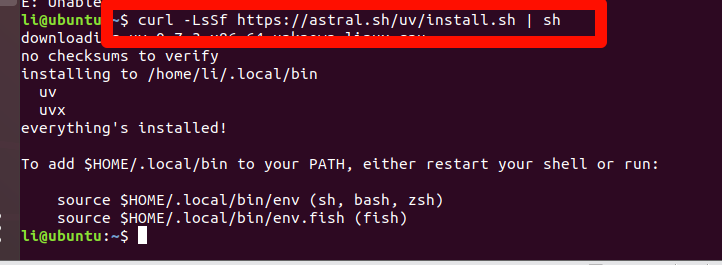 E: Unable
li@ubuntu:~$ curl -LsSf https://astral.sh/uv/install.sh | sh
downloading uv
no checksums to verify
installing to /home/li/.local/bin
uv
uvx
everything's installed!
To add $HOME/.local/bin to your PATH, either restart your shell or run:
source $HOME/.local/bin/env (sh, bash, zsh)
source $HOME/.local/bin/env.fish (fish)
li@ubuntu:~$